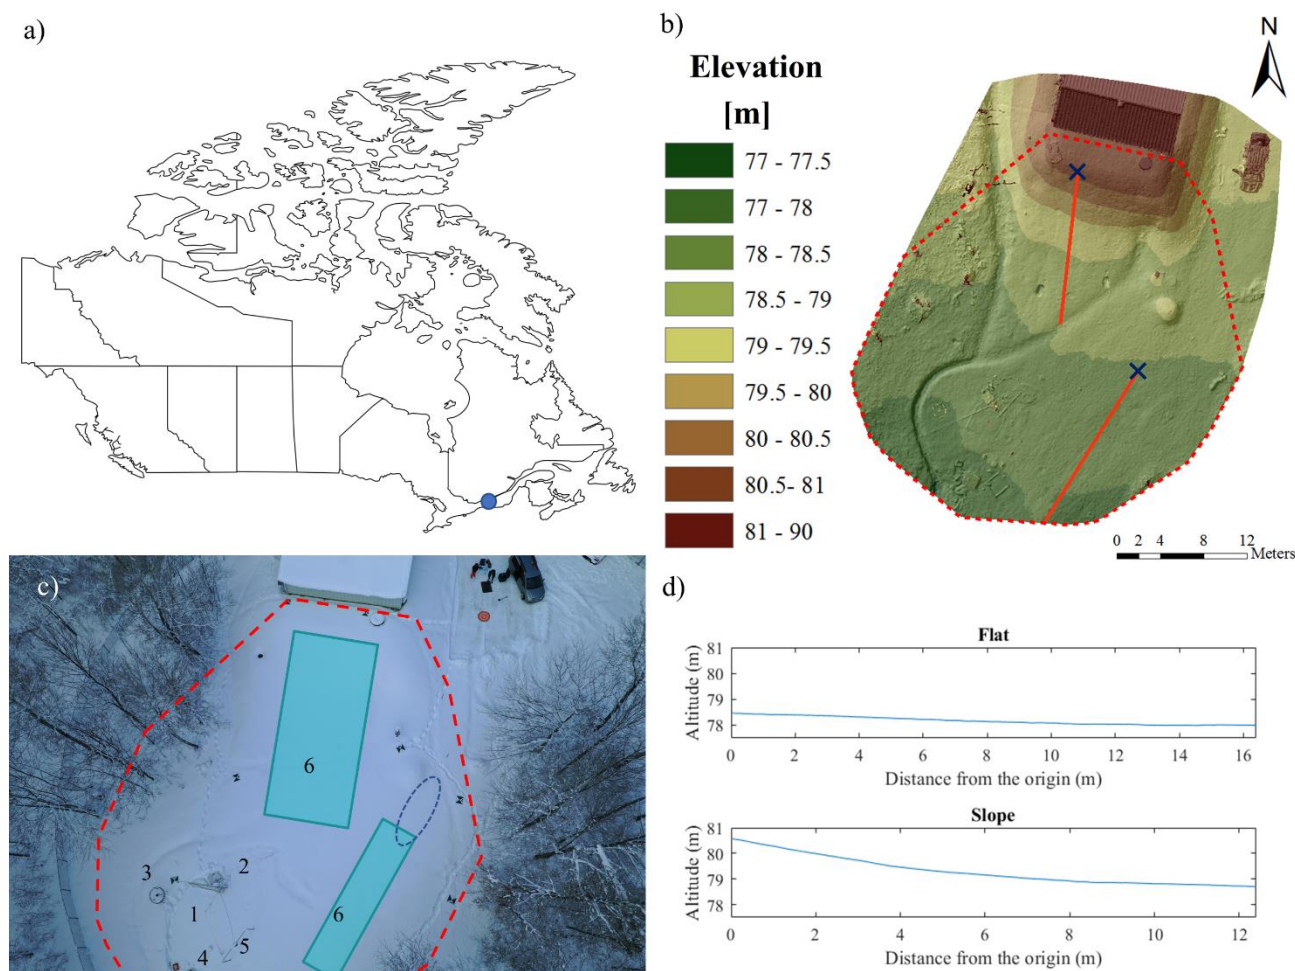 a)
b)
N
Elevation
[m]
77 - 77.5
77 - 78
78 - 78.5
78.5 - 79
79 - 79.5
79.5 - 80
80 - 80.5
80.5- 81
81 - 90
0 2 4 8 12
Meters
c)
6
6
3
2
1
5
4
d)
Flat
Altitude (m)
81
80
79
78
0 2 4 6 8 10 12 14 16
Distance from the origin (m)
Slope
Altitude (m)
81
80
79
78
0 2 4 6 8 10 12
Distance from the origin (m)